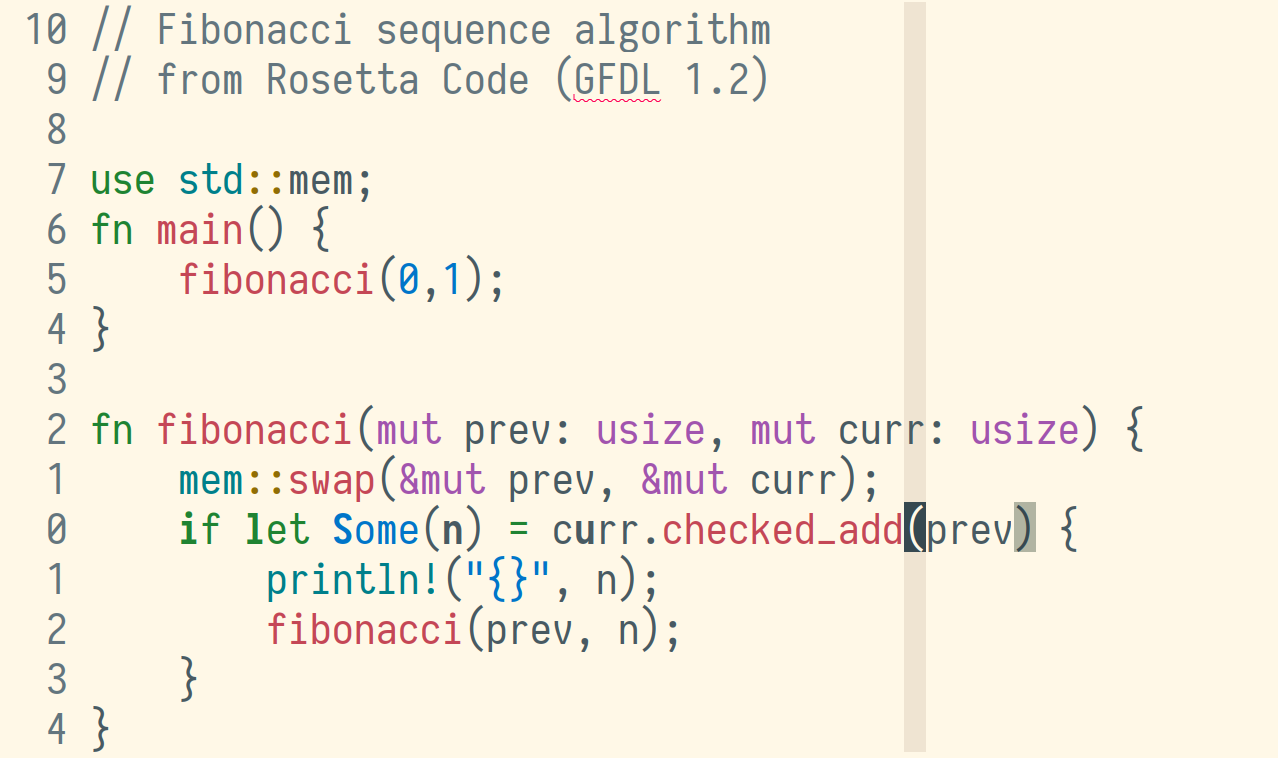 10 // Fibonacci sequence algorithm
9 // from Rosetta Code (GFDL 1.2)
8
7 use std::mem;
6 fn main() {
5     fibonacci(0,1);
4 }
3
2 fn fibonacci(mut prev: usize, mut curr: usize) {
1     mem::swap(&mut prev, &mut curr);
0     if let Some(n) = curr.checked_add(prev) {
1         println!("{}", n);
2         fibonacci(prev, n);
3     }
4 }